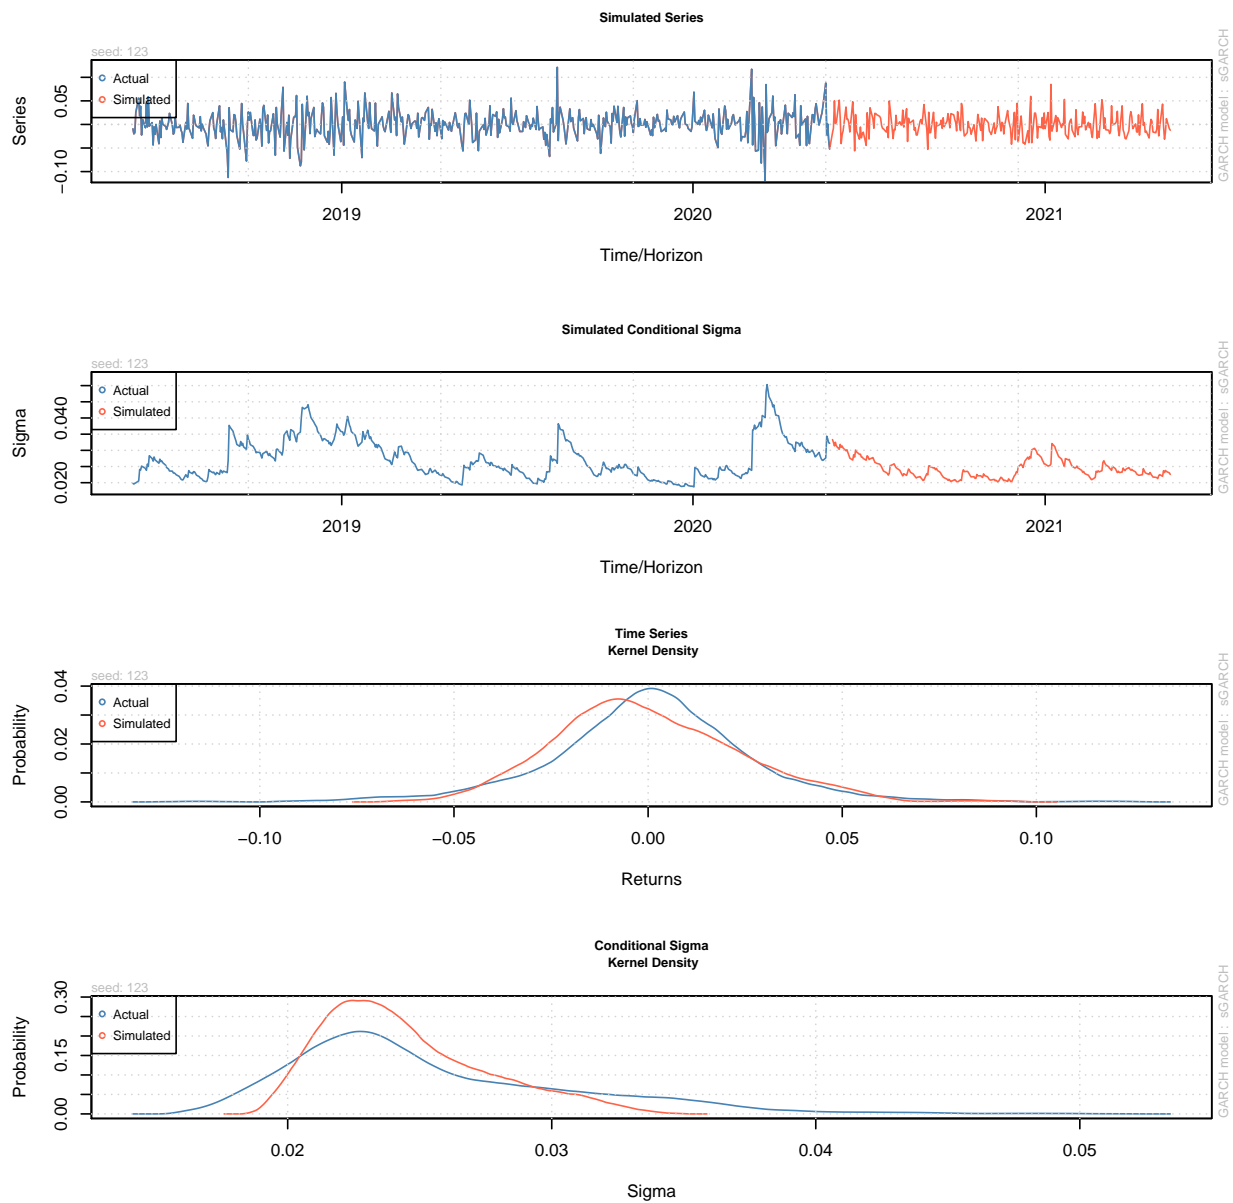 Simulated Series
seed: 123
Actual
Simulated
Series
0.05
−0.10
2019
2020
2021
Time/Horizon
GARCH model : sGARCH
Simulated Conditional Sigma
seed: 123
Actual
Simulated
Sigma
0.040
0.020
2019
2020
2021
Time/Horizon
GARCH model : sGARCH
Time Series
Kernel Density
seed: 123
Actual
Simulated
Probability
0.04
0.02
0.00
−0.10
−0.05
0.00
0.05
0.10
Returns
GARCH model : sGARCH
Conditional Sigma
Kernel Density
seed: 123
Actual
Simulated
Probability
0.30
0.15
0.00
0.02
0.03
0.04
0.05
Sigma
GARCH model : sGARCH